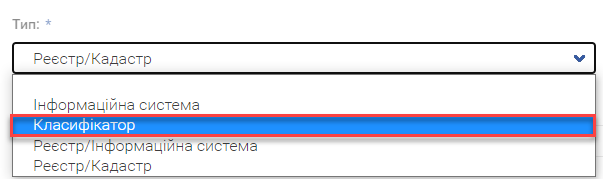 Тип: *
Реєстр/Кадастр
Інформаційна система
Класифікатор
Реєстр/Інформаційна система
Реєстр/Кадастр